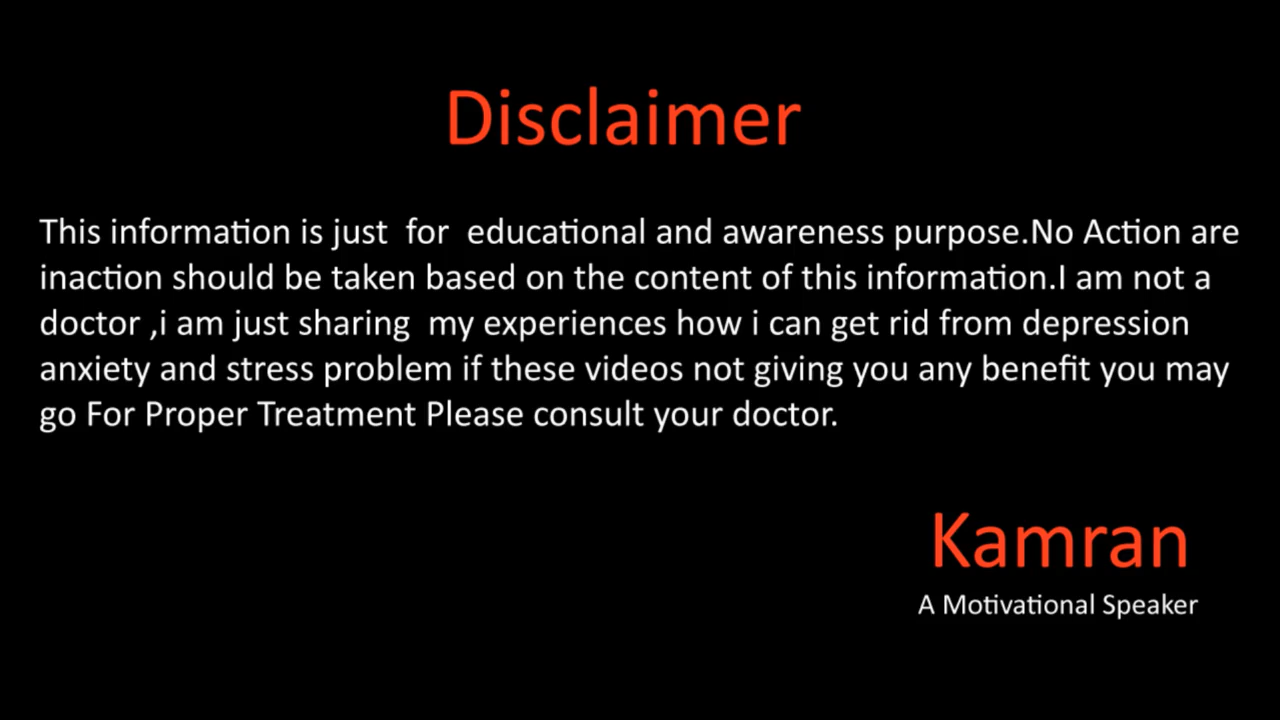 Disclaimer
This information is just  for  educational and awareness purpose.No Action are
inaction should be taken based on the content of this information.I am not a
doctor ,i am just sharing  my experiences how i can get rid from depression
anxiety and stress problem if these videos not giving you any benefit you may
go For Proper Treatment Please consult your doctor.
Kamran
A Motivational Speaker